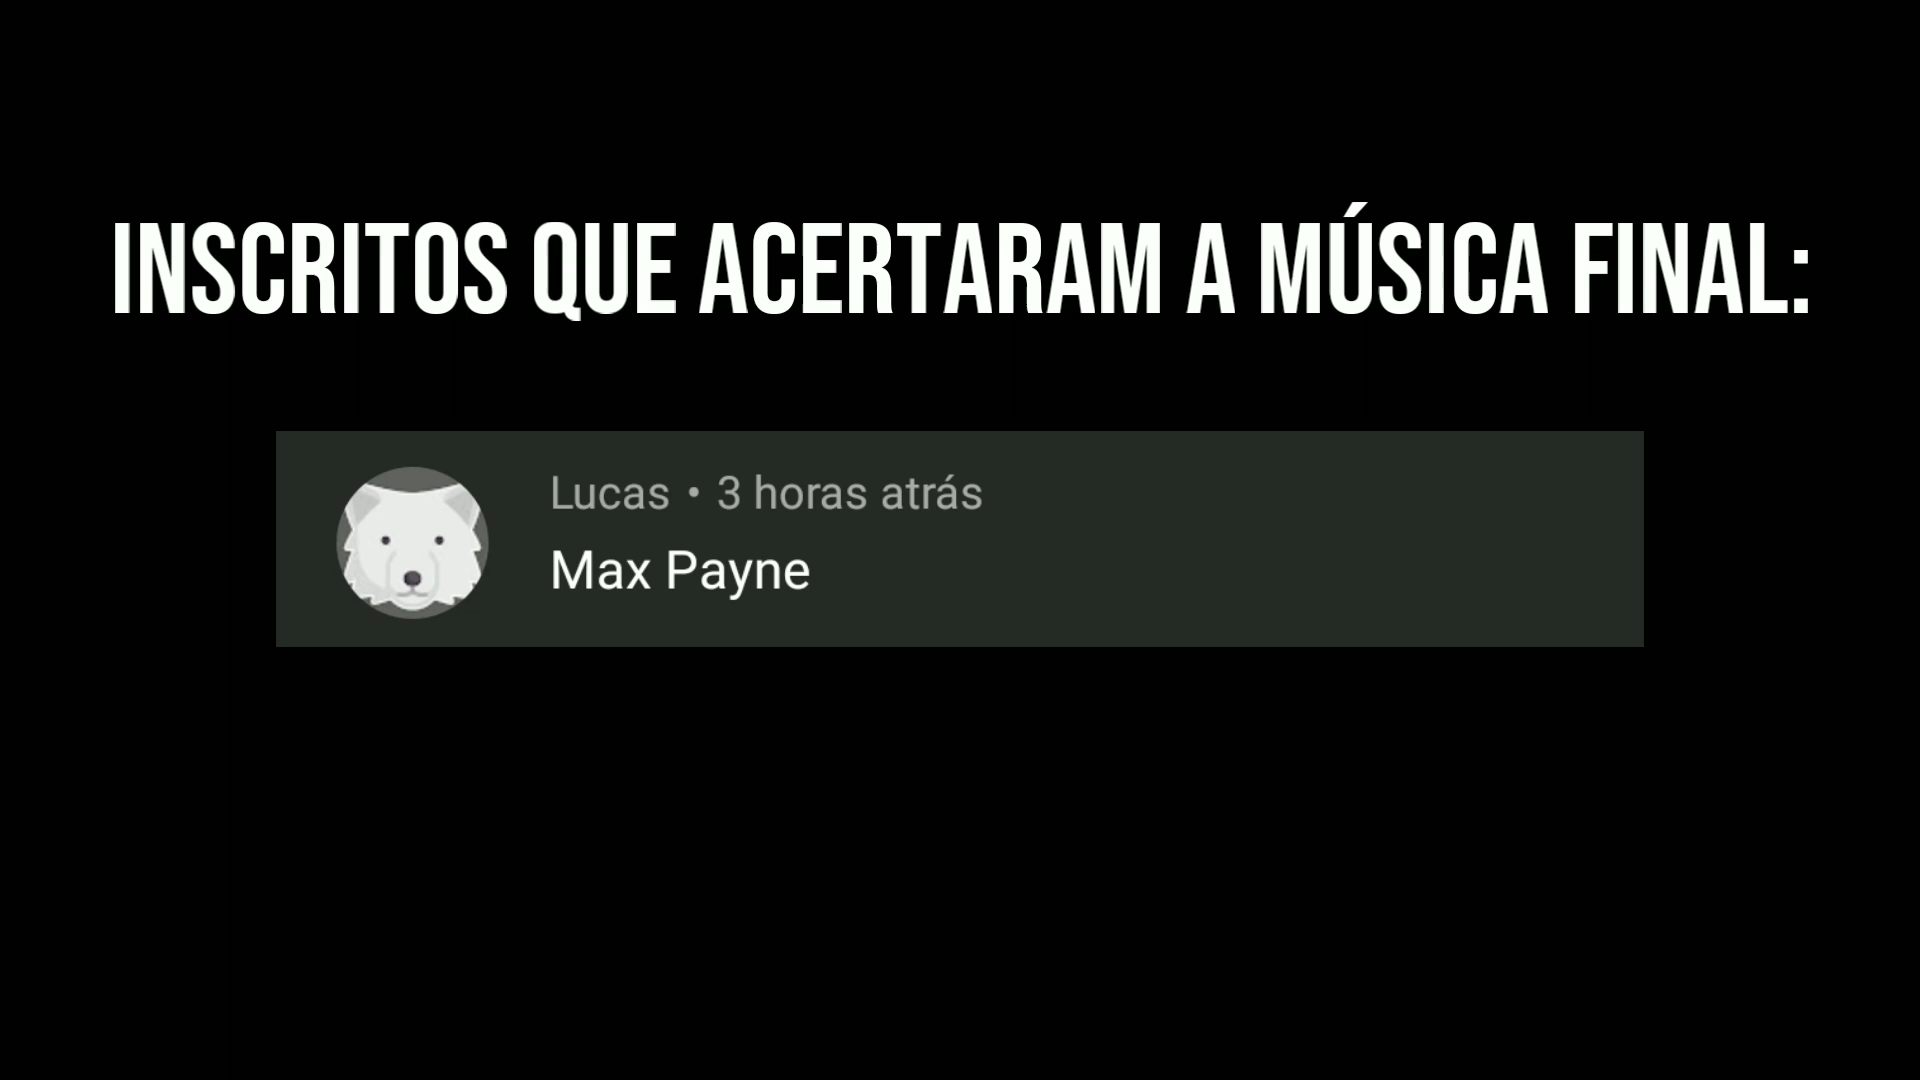 INSCRITOS QUE ACERTARAM A MÚSICA FINAL:
Lucas • 3 horas atrás
Max Payne